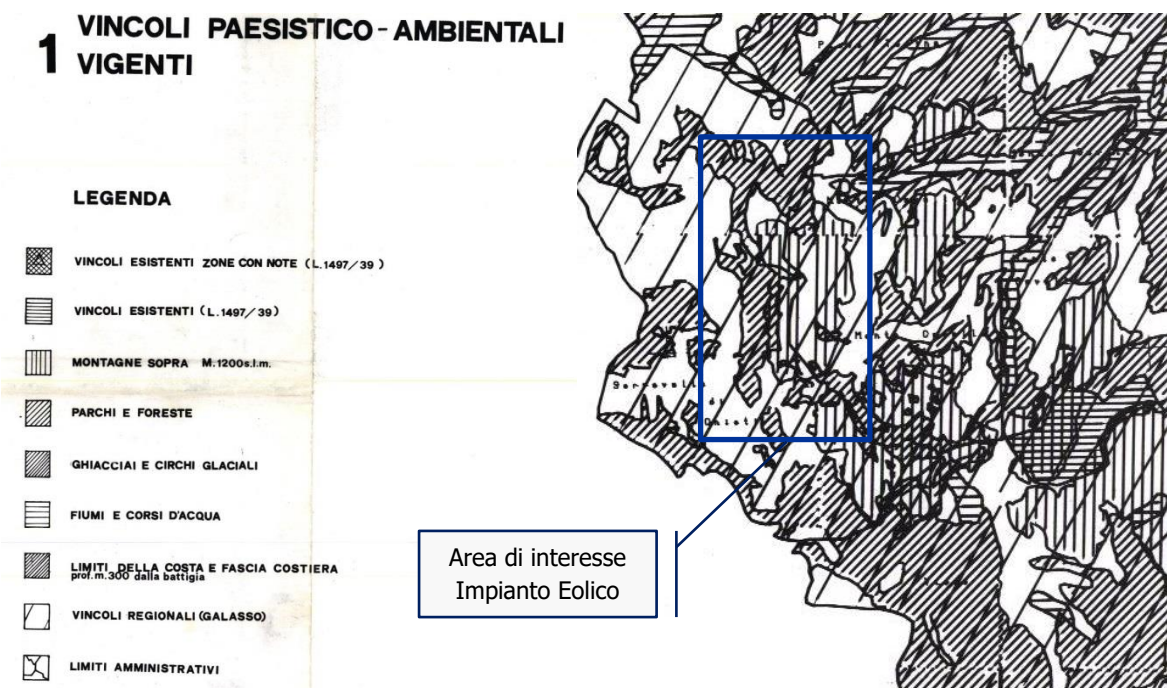 1 VINCOLI PAESISTICO-AMBIENTALI
VIGENTI
LEGENDA
VINCOLI ESISTENTI ZONE CON NOTE (L.1497/39)
VINCOLI ESISTENTI (L.1497/39)
MONTAGNE SOPRA M.1200s.l.m.
PARCHI E FORESTE
GHIACCIAI E CIRCHI GLACIALI
FIUMI E CORSI D'ACQUA
LIMITI DELLA COSTA E FASCIA COSTIERA
prof.m.300 dalla battigia
VINCOLI REGIONALI (GALASSO)
LIMITI AMMINISTRATIVI
Serravalle
di
Area di interesse
Impianto Eolico